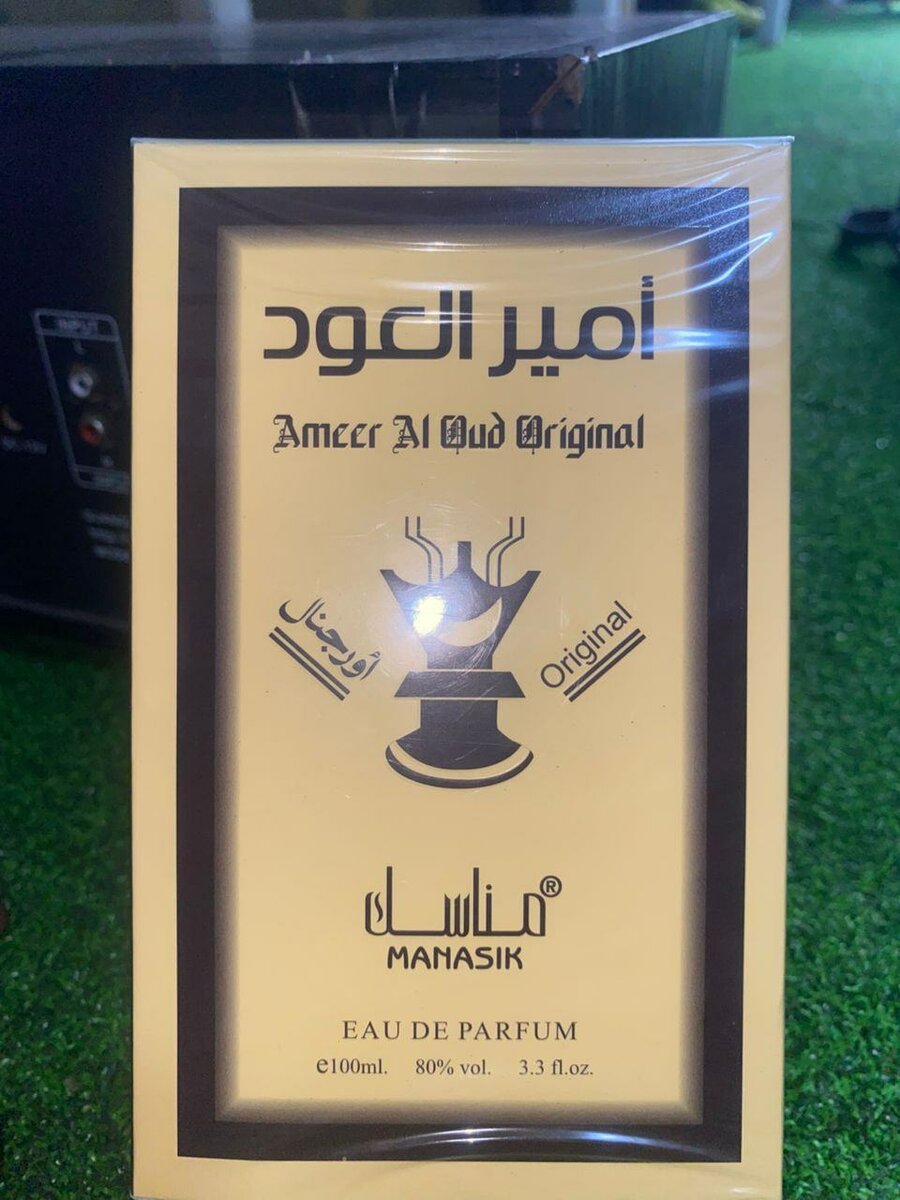 INPUT
L
R
أمير العود
Ameer Al Oud Original
أورجنال
Original
مناسك®
MANASIK
EAU DE PARFUM
e100ml. 80% vol. 3.3 fl.oz.